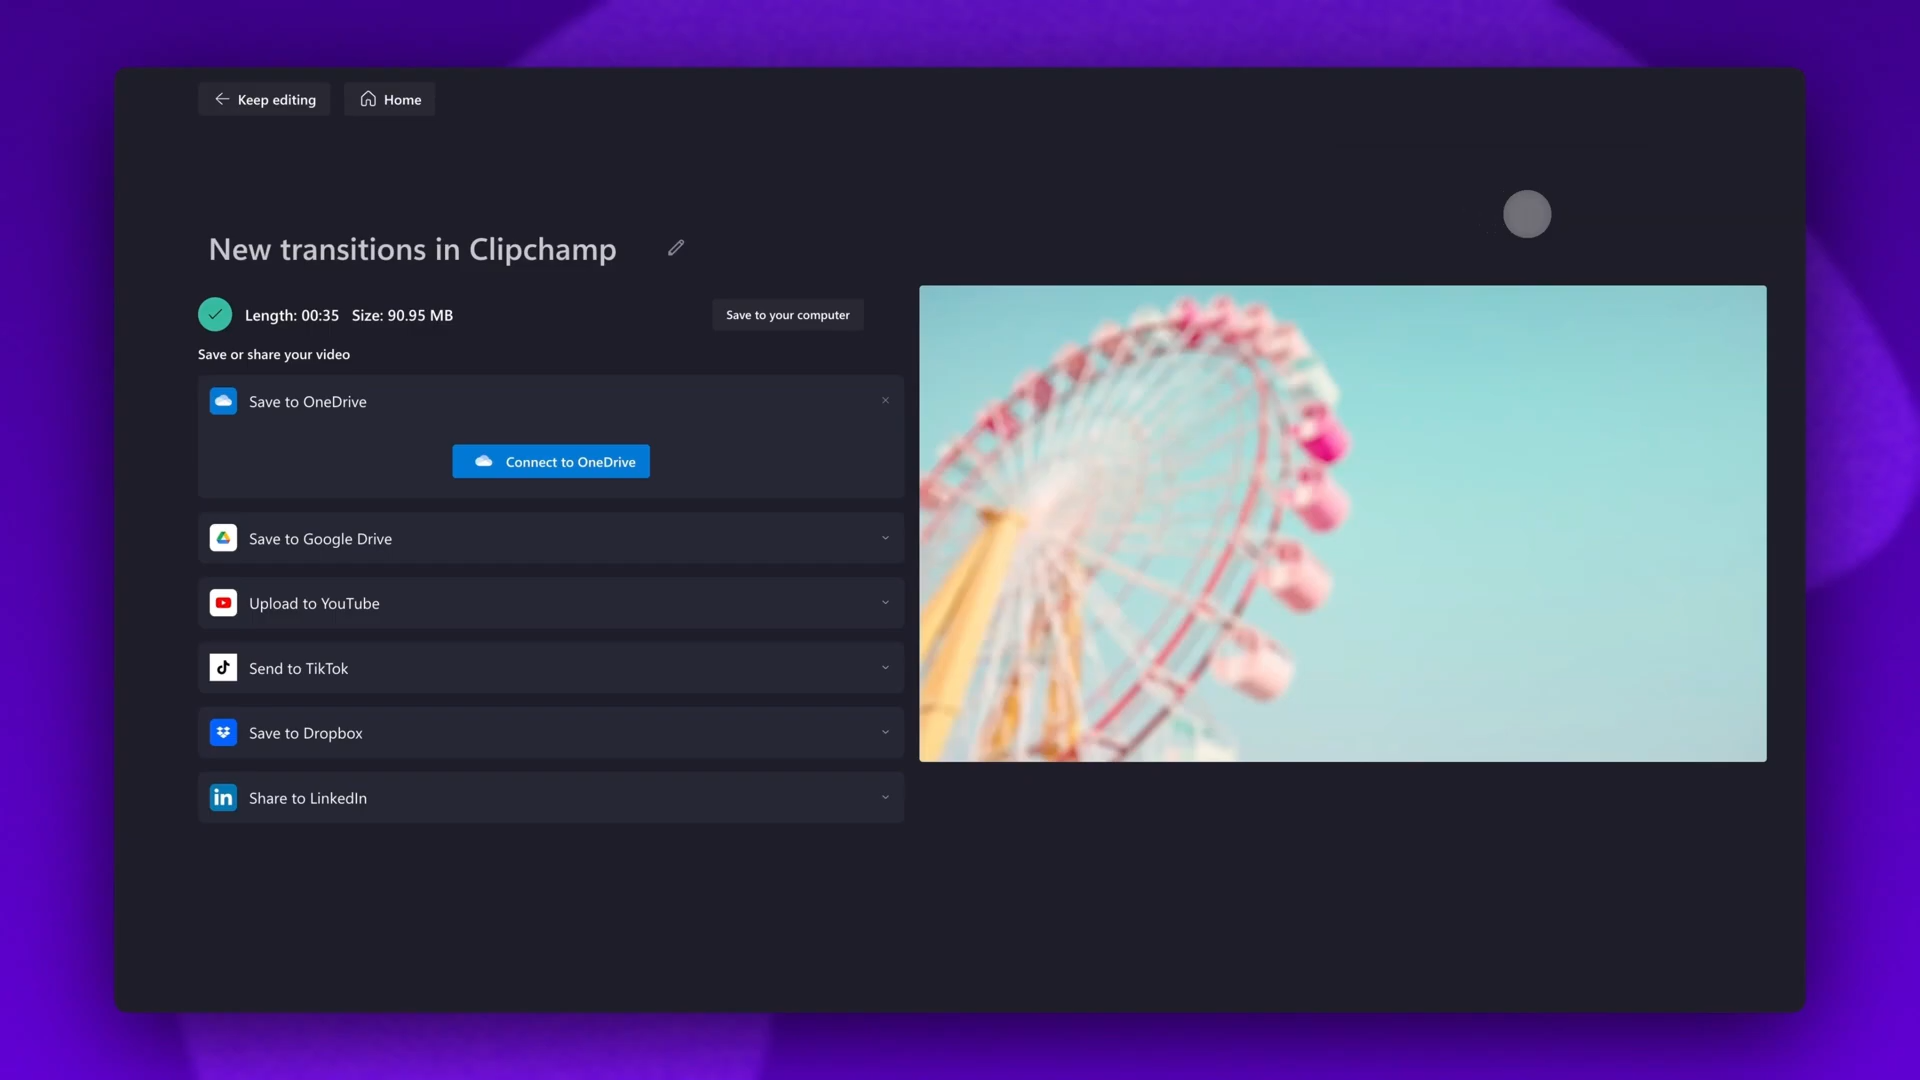 Keep editing
Home
New transitions in Clipchamp
Length: 00:35 Size: 90.95 MB
Save to your computer
Save or share your video
Save to OneDrive
Connect to OneDrive
Save to Google Drive
Upload to YouTube
Send to TikTok
Save to Dropbox
in Share to LinkedIn